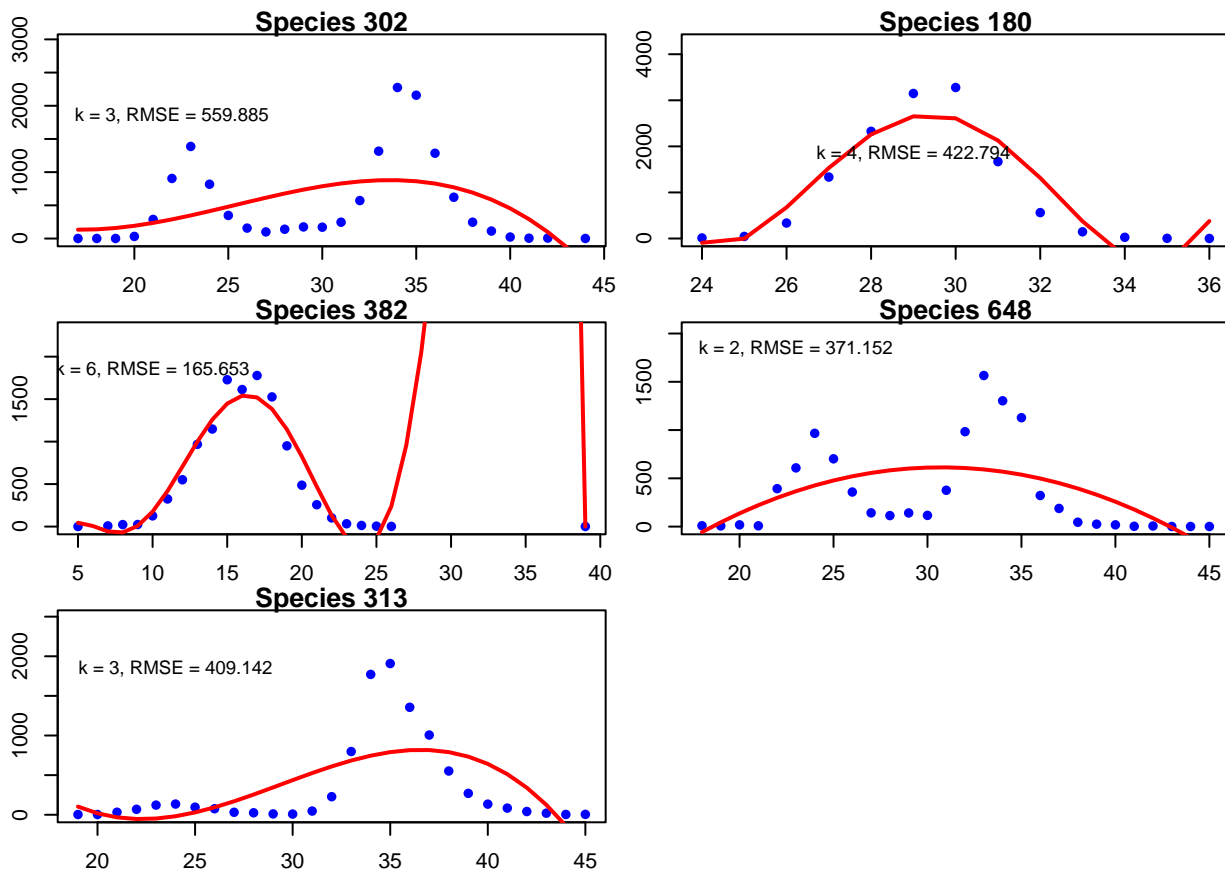 Species 302
3000
2000
1000
0
k = 3, RMSE = 559.885
20 25 30 35 40 45
Species 180
4000
2000
0
k = 4, RMSE = 422.794
24 26 28 30 32 34 36
Species 382
1500
500
0
k = 6, RMSE = 165.653
5 10 15 20 25 30 35 40
Species 648
1500
500
0
k = 2, RMSE = 371.152
20 25 30 35 40 45
Species 313
2000
1000
0
k = 3, RMSE = 409.142
20 25 30 35 40 45